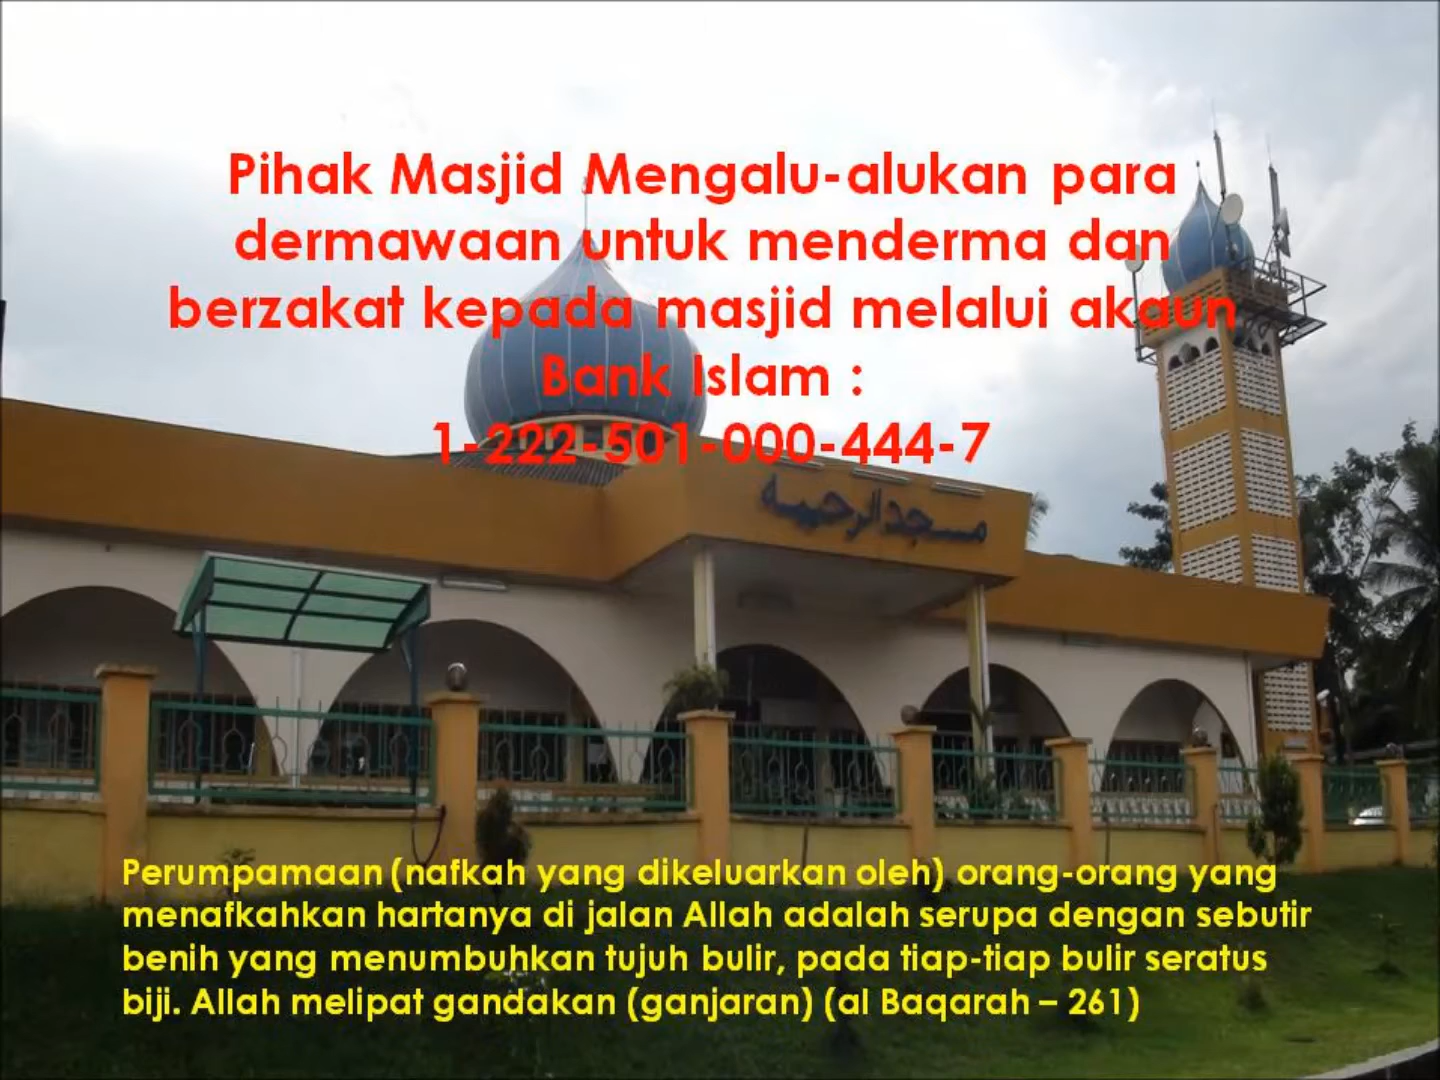 Pihak Masjid Mengalu-alukan para
dermawaan untuk menderma dan
berzakat kepada masjid melalui akaun
Bank Islam :
1-222-501-000-444-7
مسجد الرحيميه
Perumpamaan (nafkah yang dikeluarkan oleh) orang-orang yang
menafkahkan hartanya di jalan Allah adalah serupa dengan sebutir
benih yang menumbuhkan tujuh bulir, pada tiap-tiap bulir seratus
biji. Allah melipat gandakan (ganjaran) (al Baqarah – 261)